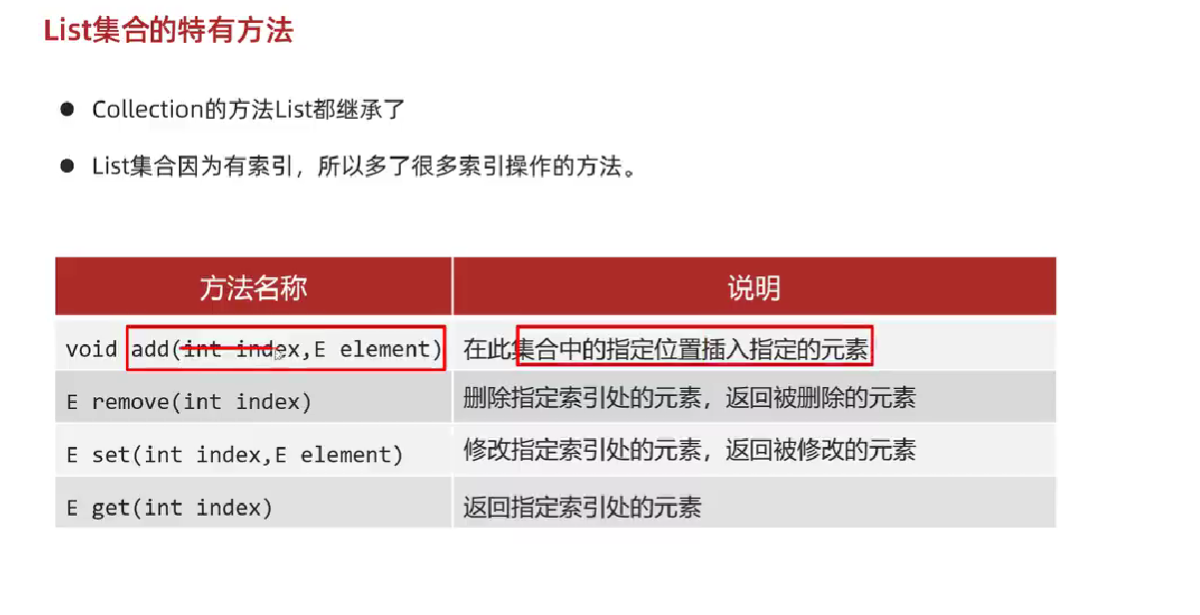 List集合的特有方法
● Collection的方法List都继承了
● List集合因为有索引，所以多了很多索引操作的方法。
方法名称 说明
void add(int index,E element) 在此集合中的指定位置插入指定的元素
E remove(int index) 删除指定索引处的元素，返回被删除的元素
E set(int index,E element) 修改指定索引处的元素，返回被修改的元素
E get(int index) 返回指定索引处的元素